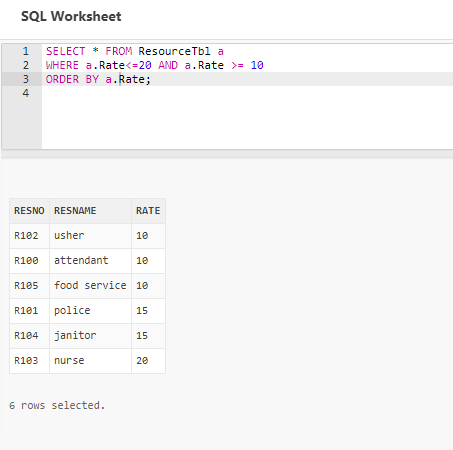 SQL Worksheet
1 SELECT * FROM ResourceTbl a
2 WHERE a.Rate<=20 AND a.Rate >= 10
3 ORDER BY a.Rate;
4
RESNO RESNAME RATE
R102 usher 10
R100 attendant 10
R105 food service 10
R101 police 15
R104 janitor 15
R103 nurse 20
6 rows selected.